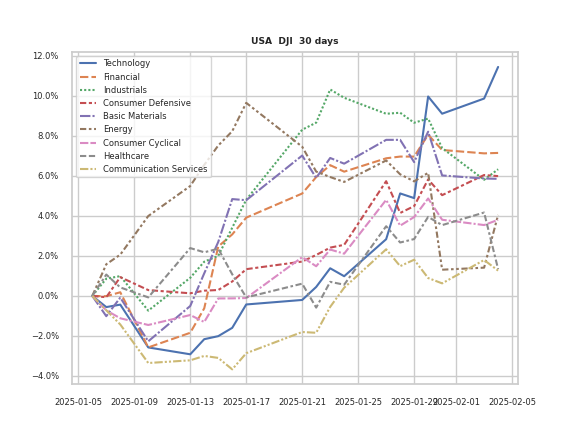 USA DJI 30 days
12.0%
10.0%
8.0%
6.0%
4.0%
2.0%
0.0%
−2.0%
−4.0%
Technology
Financial
Industrials
Consumer Defensive
Basic Materials
Energy
Consumer Cyclical
Healthcare
Communication Services
2025-01-05 2025-01-09 2025-01-13 2025-01-17 2025-01-21 2025-01-25 2025-01-29 2025-02-01 2025-02-05